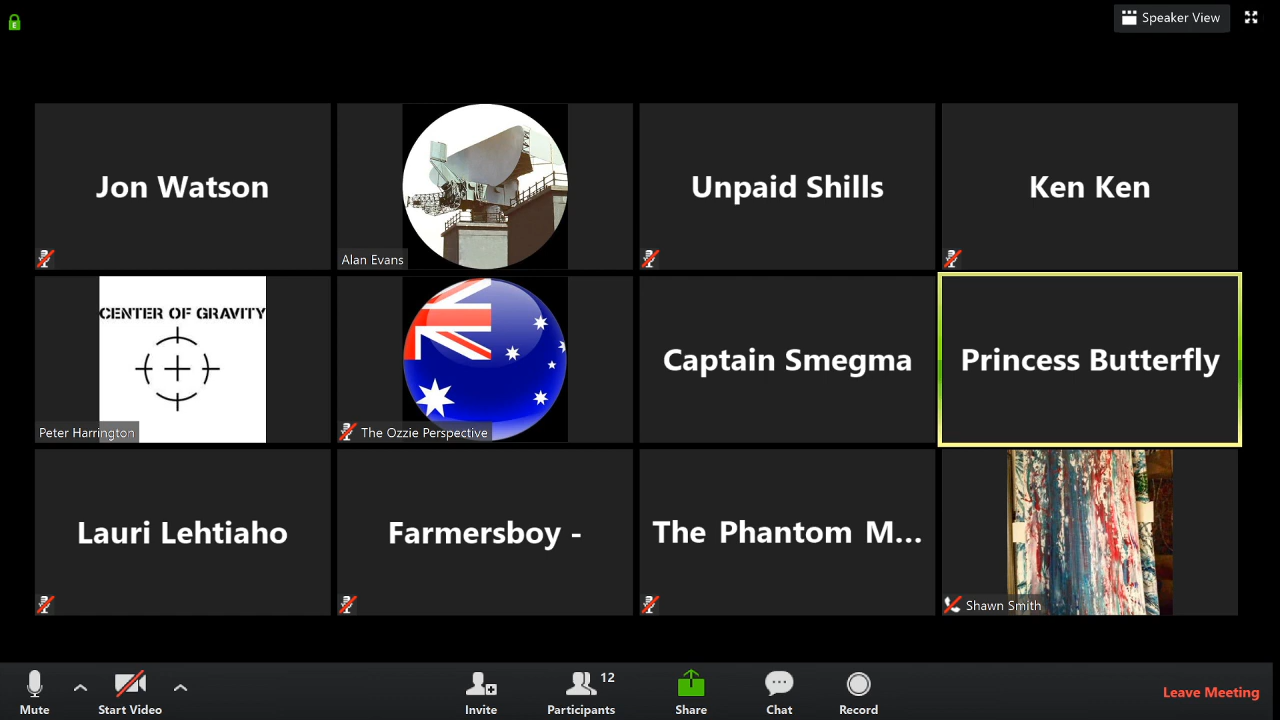 E
Speaker View
Jon Watson
Alan Evans
Unpaid Shills
Ken Ken
CENTER OF GRAVITY
Peter Harrington
The Ozzie Perspective
Captain Smegma
Princess Butterfly
Lauri Lehtiaho
Farmersboy -
The Phantom M...
Shawn Smith
Mute
Start Video
Invite
12
Participants
Share
Chat
Record
Leave Meeting